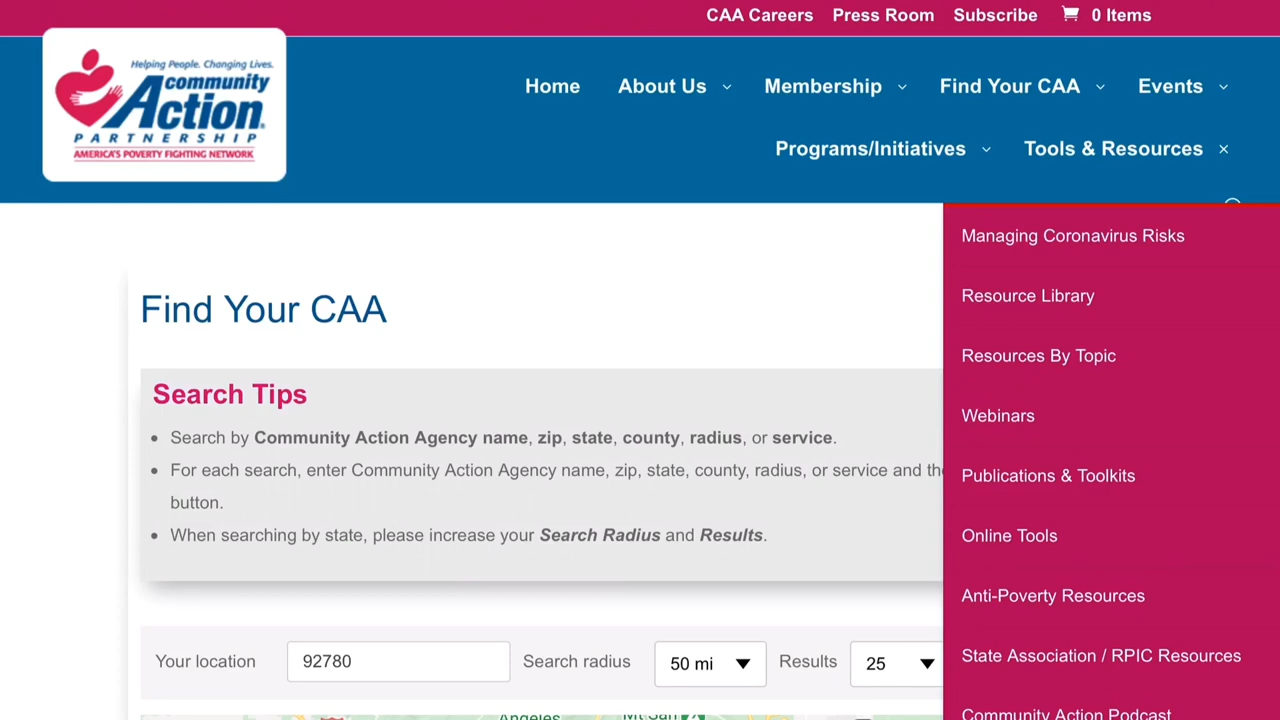 CAA Careers Press Room Subscribe 0 Items
Helping People. Changing Lives.
community
Action
PARTNERSHIP
AMERICA'S POVERTY FIGHTING NETWORK
Home About Us Membership Find Your CAA Events
Programs/Initiatives Tools & Resources
Managing Coronavirus Risks
Resource Library
Resources By Topic
Webinars
Publications & Toolkits
Online Tools
Anti-Poverty Resources
State Association / RPIC Resources
Community Action Podcast
Find Your CAA
Search Tips
Search by Community Action Agency name, zip, state, county, radius, or service.
For each search, enter Community Action Agency name, zip, state, county, radius, or service and
button.
When searching by state, please increase your Search Radius and Results.
Your location 92780 Search radius 50 mi Results 25
Angeles